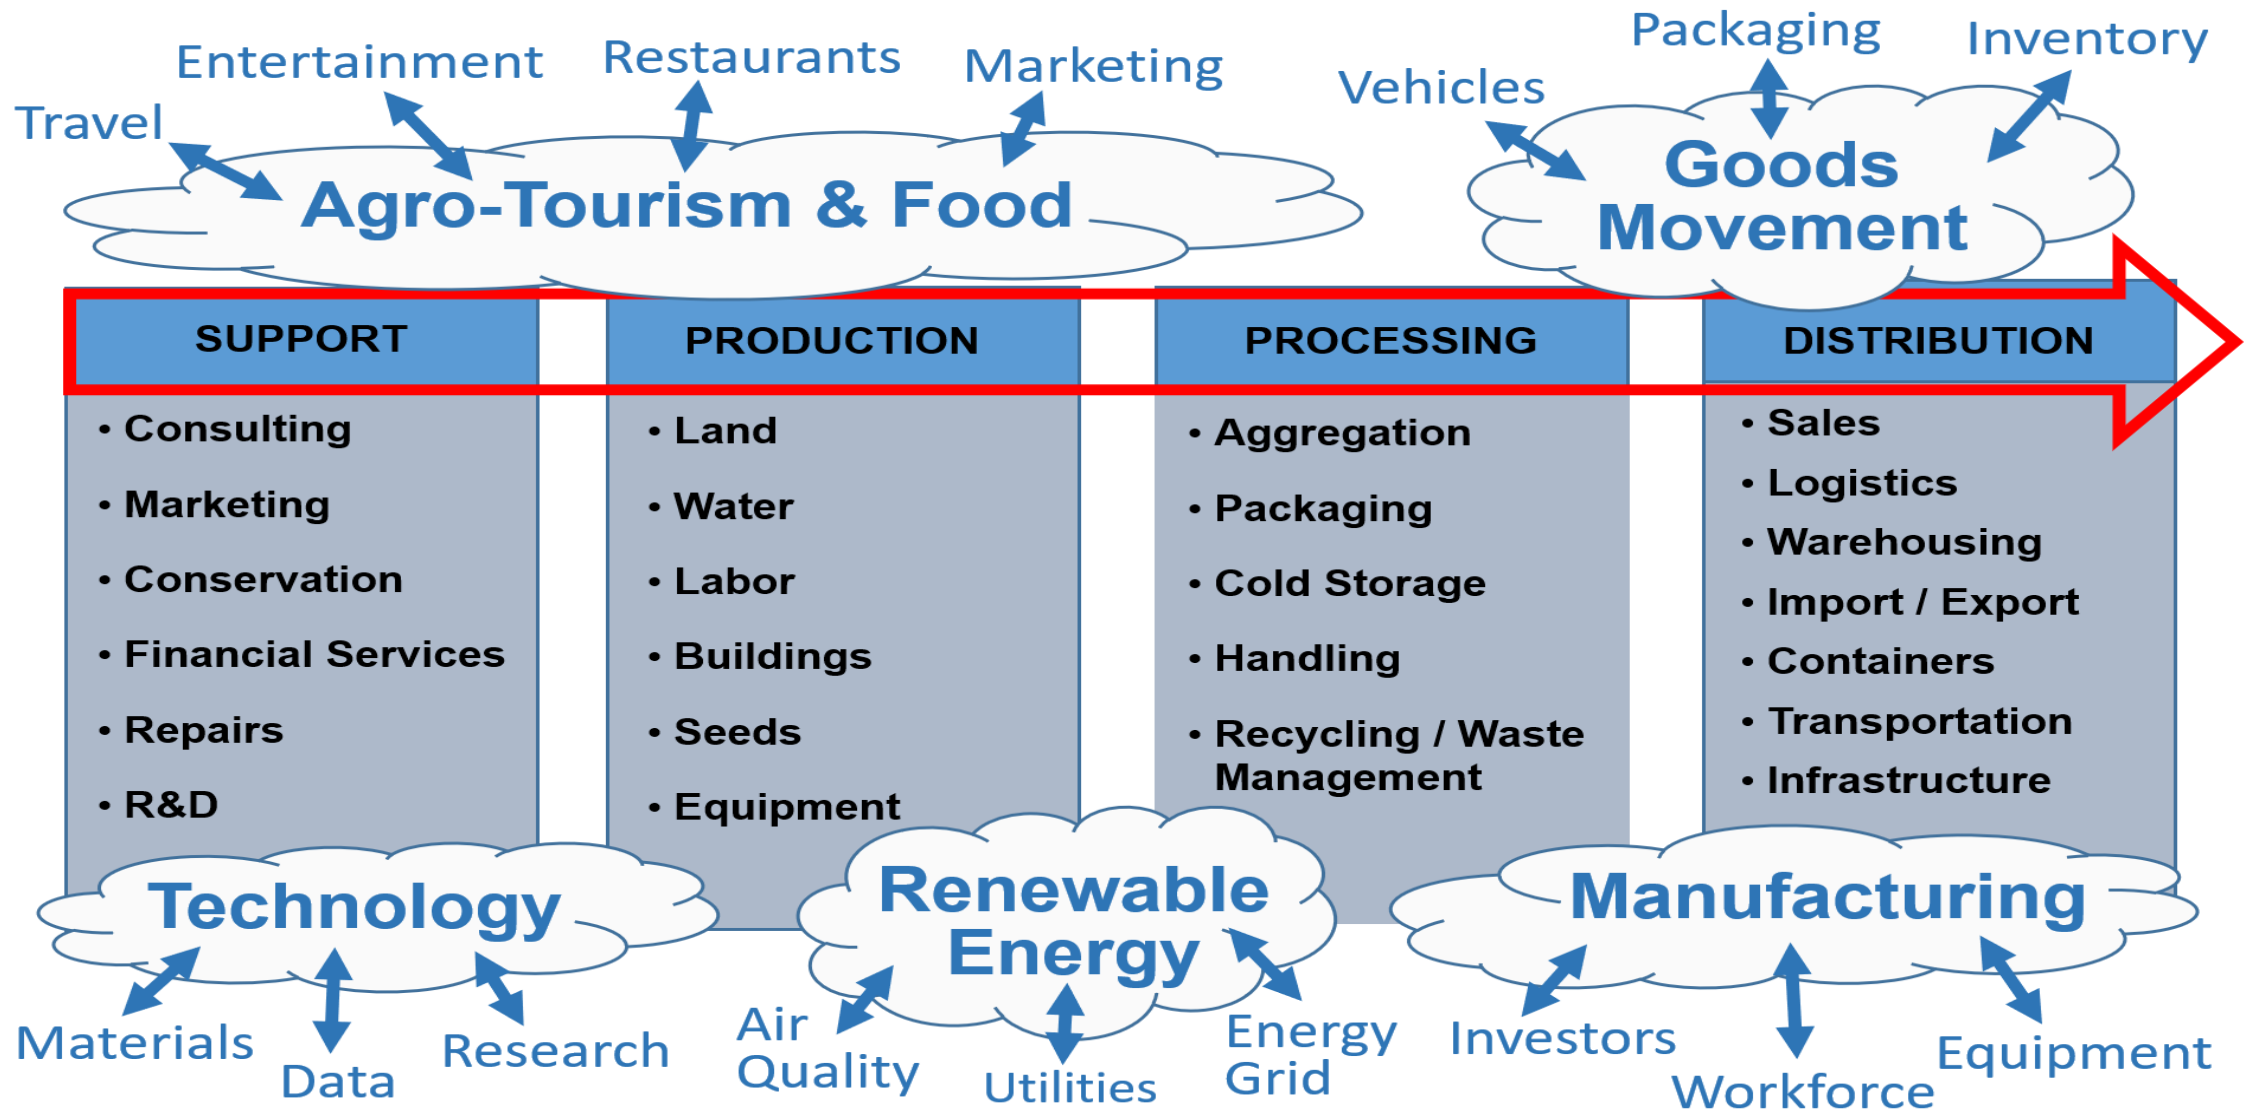 Travel
Entertainment
Restaurants
Marketing
Vehicles
Packaging
Inventory
Agro-Tourism & Food
Goods
Movement
SUPPORT
• Consulting
• Marketing
• Conservation
• Financial Services
• Repairs
• R&D
PRODUCTION
• Land
• Water
• Labor
• Buildings
• Seeds
• Equipment
PROCESSING
• Aggregation
• Packaging
• Cold Storage
• Handling
• Recycling / Waste
Management
DISTRIBUTION
• Sales
• Logistics
• Warehousing
• Import / Export
• Containers
• Transportation
• Infrastructure
Technology
Materials
Data
Research
Renewable
Energy
Air
Quality
Utilities
Energy
Grid
Manufacturing
Investors
Workforce
Equipment